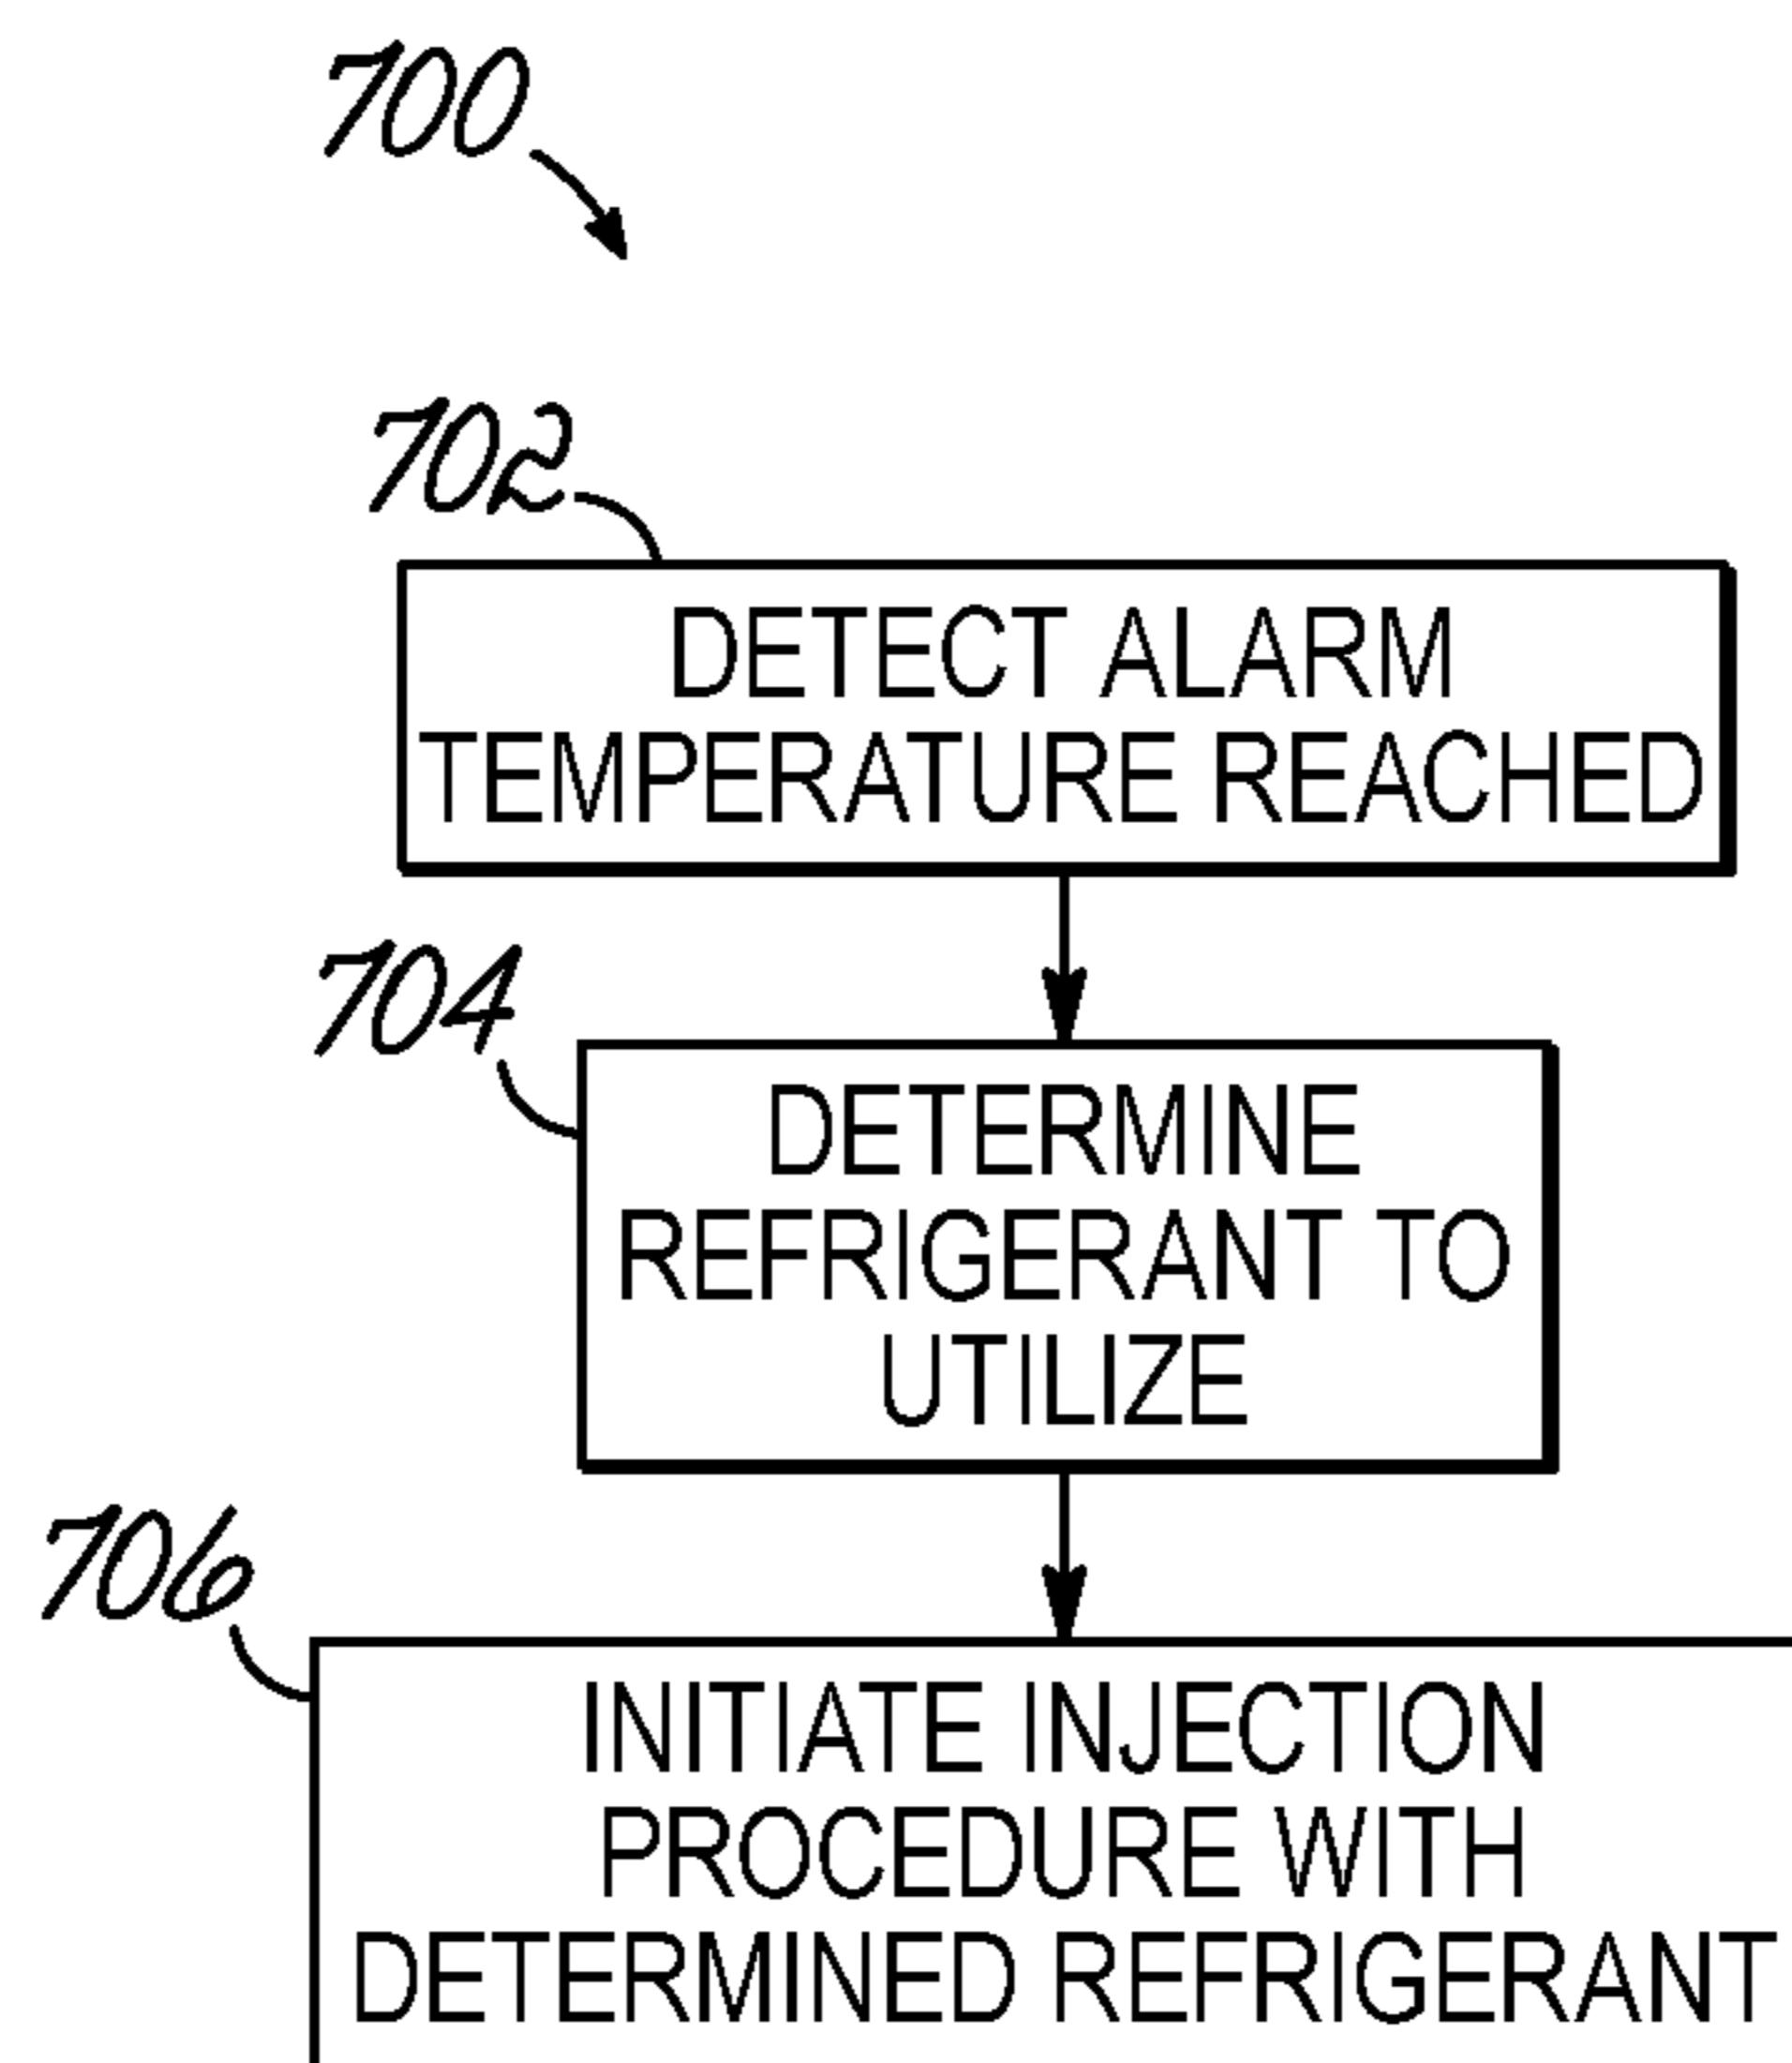 700
702
DETECT ALARM
TEMPERATURE REACHED
704
DETERMINE
REFRIGERANT TO
UTILIZE
706
INITIATE INJECTION
PROCEDURE WITH
DETERMINED REFRIGERANT